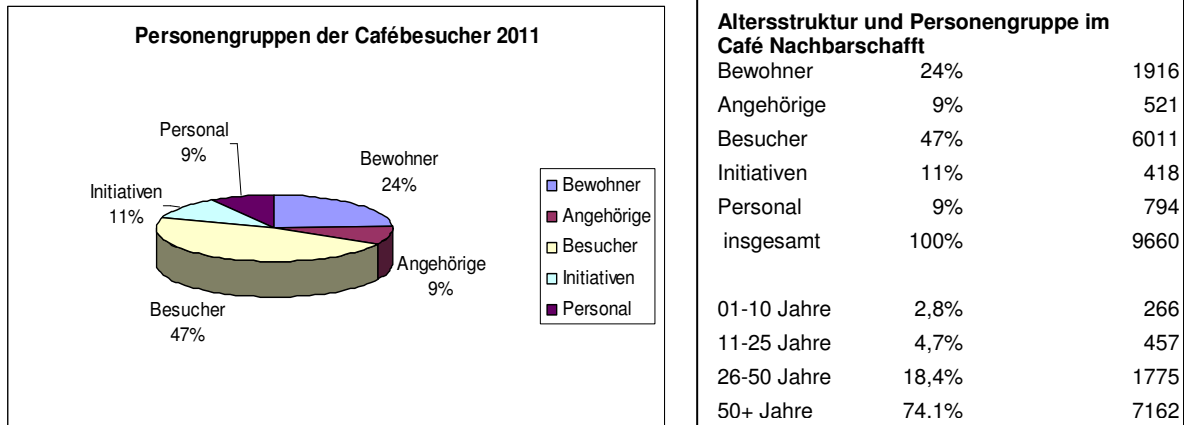 Personengruppen der Cafébesucher 2011
Personal
9%
Bewohner
24%
Initiativen
11%
Angehörige
9%
Besucher
47%
Bewohner
Angehörige
Besucher
Initiativen
Personal
Altersstruktur und Personengruppe im
Café Nachbarschafft
Bewohner 24% 1916
Angehörige 9% 521
Besucher 47% 6011
Initiativen 11% 418
Personal 9% 794
insgesamt 100% 9660
01-10 Jahre 2,8% 266
11-25 Jahre 4,7% 457
26-50 Jahre 18,4% 1775
50+ Jahre 74.1% 7162